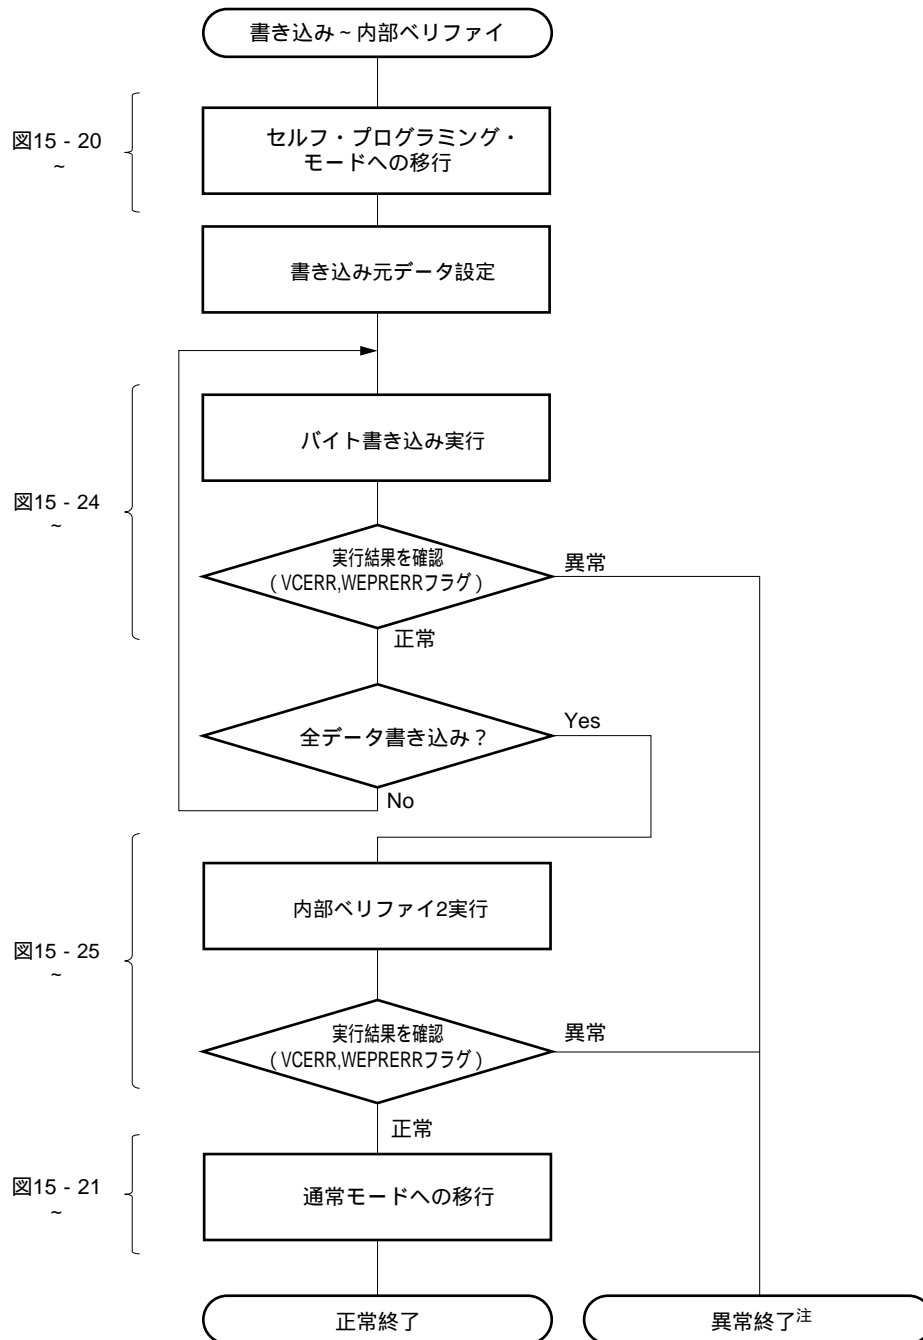 書き込み~内部ベリファイ
図15 - 20
~
セルフ・プログラミング・
モードへの移行
書き込み元データ設定
バイト書き込み実行
図15 - 24
~
実行結果を確認
(VCERR,WEPRERRフラグ)
異常
正常
全データ書き込み？
Yes
No
内部ベリファイ2実行
図15 - 25
~
実行結果を確認
(VCERR,WEPRERRフラグ)
異常
正常
図15 - 21
~
通常モードへの移行
正常終了
異常終了注